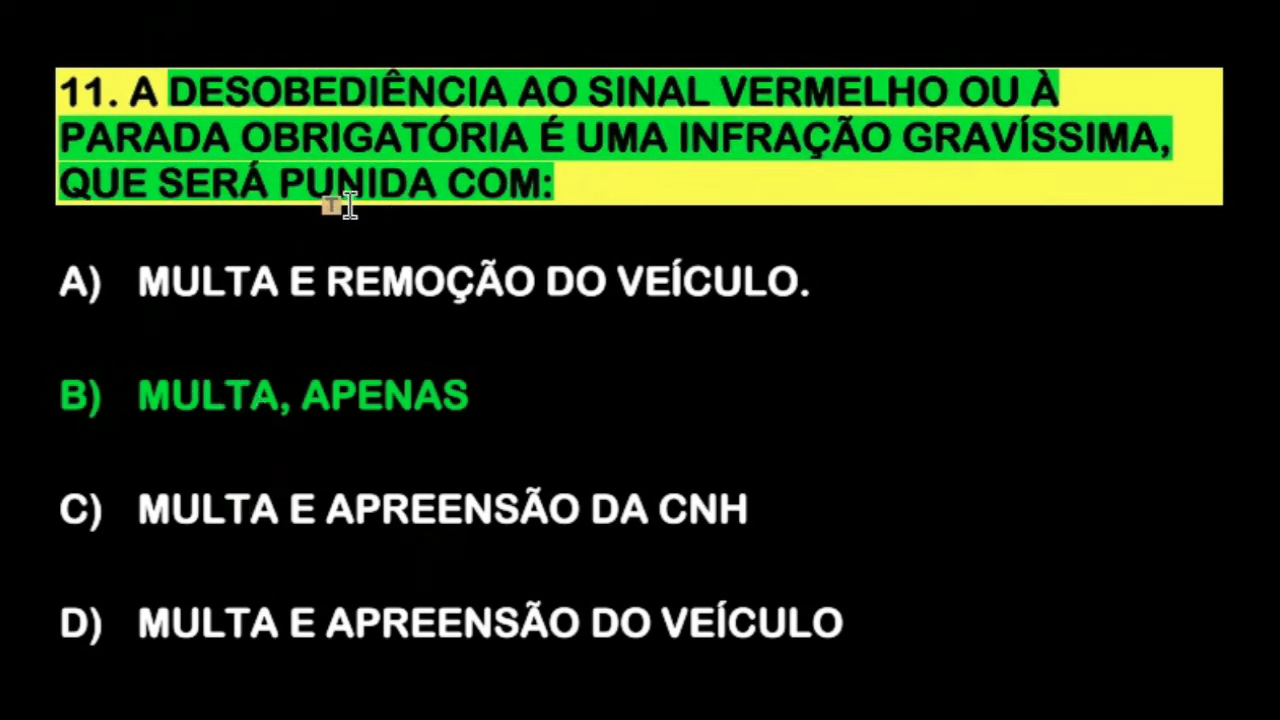 11. A DESOBEDIÊNCIA AO SINAL VERMELHO OU À
PARADA OBRIGATÓRIA É UMA INFRAÇÃO GRAVÍSSIMA,
QUE SERÁ PUNIDA COM:
T
A) MULTA E REMOÇÃO DO VEÍCULO.
B) MULTA, APENAS
C) MULTA E APREENSÃO DA CNH
D) MULTA E APREENSÃO DO VEÍCULO